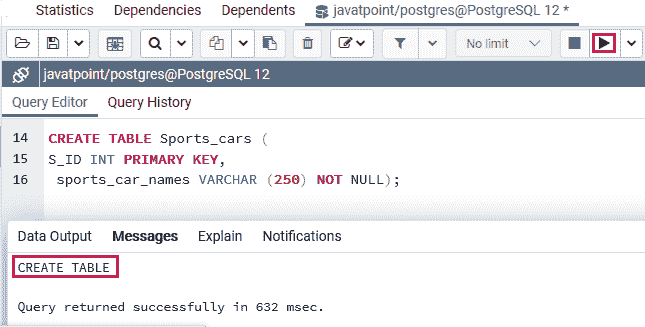 Statistics Dependencies Dependents javatpoint/postgres@PostgreSQL 12 *
No limit
javatpoint/postgres@PostgreSQL 12
Query Editor Query History
14 CREATE TABLE Sports_cars (
15 S_ID INT PRIMARY KEY,
16 sports_car_names VARCHAR (250) NOT NULL);
Data Output Messages Explain Notifications
CREATE TABLE
Query returned successfully in 632 msec.